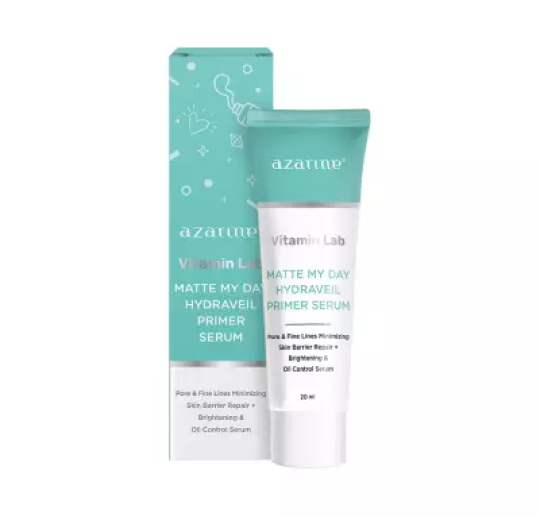 azarine
Vitamin Lab
MATTE MY DAY
HYDRAVEIL
PRIMER
SERUM
Pore & Fine Lines Minimizing
Skin Barrier Repair +
Brightening &
Oil Control Serum
azarine
Vitamin Lab
MATTE MY DAY
HYDRAVEIL
PRIMER SERUM
Pore & Fine Lines Minimizing
Skin Barrier Repair +
Brightening &
Oil Control Serum
20 ml